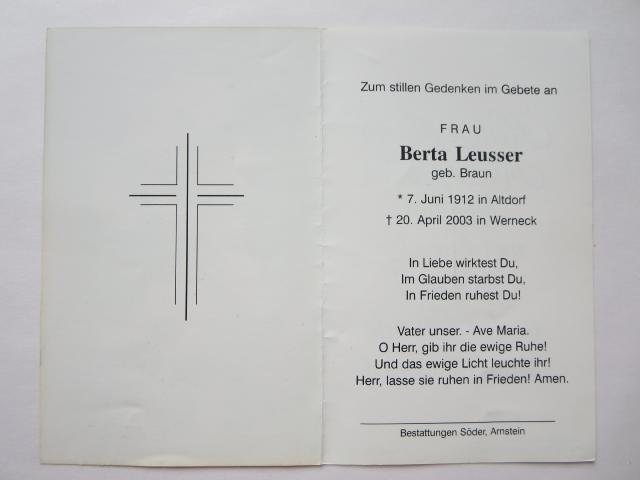 Zum stillen Gedenken im Gebete an
FRAU
Berta Leusser
geb. Braun
* 7. Juni 1912 in Altdorf
† 20. April 2003 in Werneck
In Liebe wirktest Du,
Im Glauben starbst Du,
In Frieden ruhest Du!
Vater unser. - Ave Maria.
O Herr, gib ihr die ewige Ruhe!
Und das ewige Licht leuchte ihr!
Herr, lasse sie ruhen in Frieden! Amen.
Bestattungen Söder, Arnstein